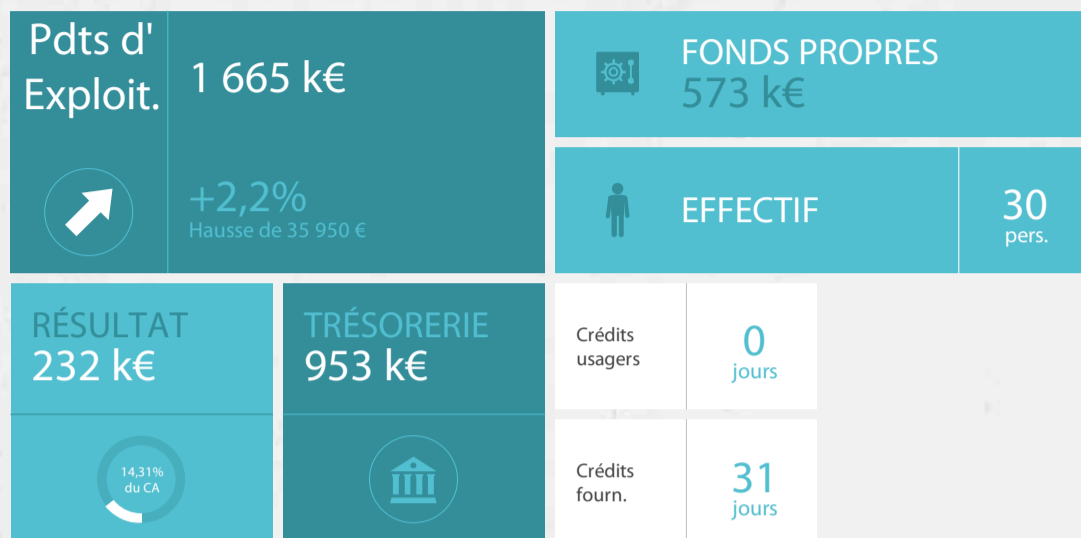 Pdts d'
Exploit.
1 665 k€
+2,2%
Hausse de 35 950 €
FONDS PROPRES
573 k€
EFFECTIF
30
pers.
RÉSULTAT
232 k€
14,31%
du CA
TRÉSORERIE
953 k€
Crédits
usagers
0
jours
Crédits
fourn.
31
jours